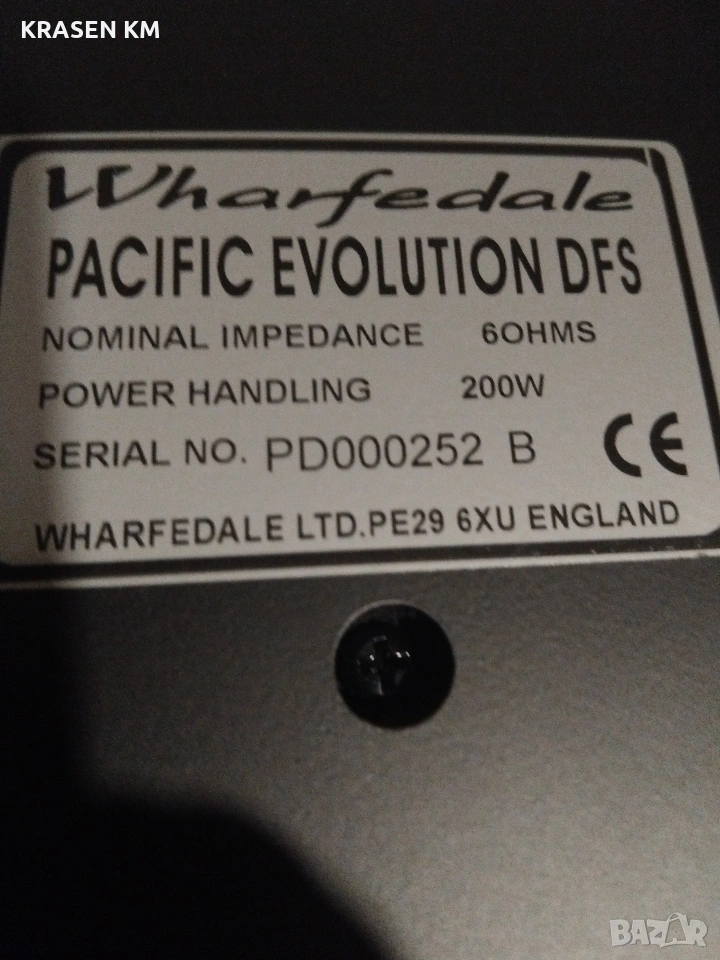 KRASEN KM
Wharfedale
PACIFIC EVOLUTION DFS
NOMINAL IMPEDANCE 6OHMS
POWER HANDLING 200W
SERIAL NO. PD000252 B CE
WHARFEDALE LTD.PE29 6XU ENGLAND
BAZAR